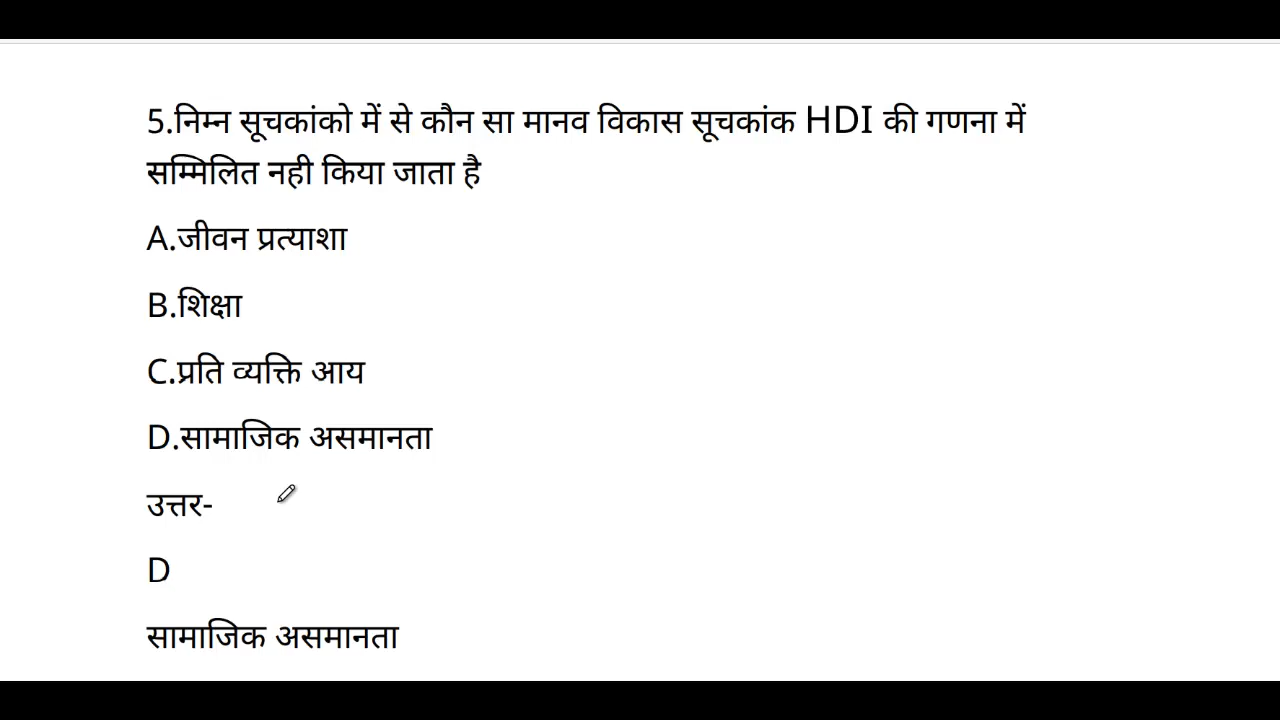 5.निम्न सूचकांको में से कौन सा मानव विकास सूचकांक HDI की गणना में
सम्मिलित नही किया जाता है
A.जीवन प्रत्याशा
B.शिक्षा
C.प्रति व्यक्ति आय
D.सामाजिक असमानता
उत्तर-
D
सामाजिक असमानता